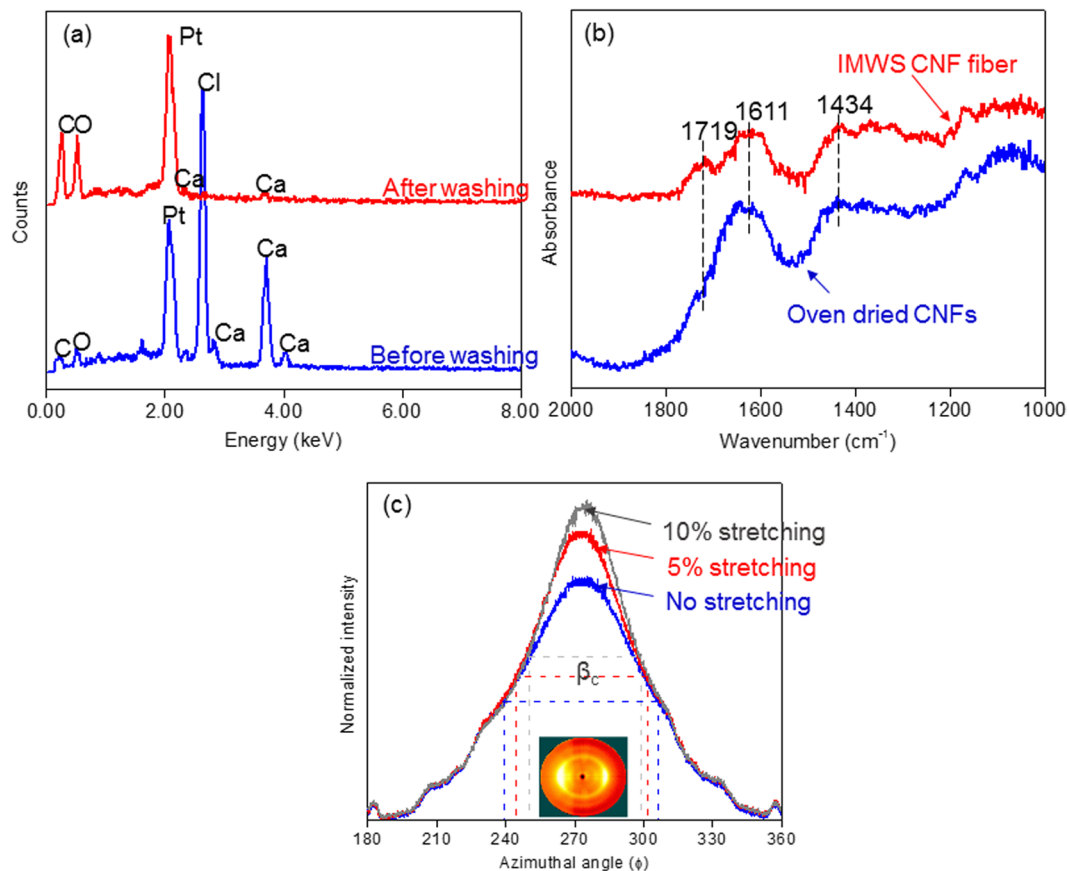 (a)
Pt
Cl
C O
Ca
Ca
After washing
Pt
Ca
C O
Ca
Ca
Before washing
Counts
0.00 2.00 4.00 6.00 8.00
Energy (keV)
(b)
IMWS CNF fiber
1719 1611 1434
Oven dried CNFs
Absorbance
2000 1800 1600 1400 1200 1000
Wavenumber (cm⁻¹)
(c)
10% stretching
5% stretching
No stretching
βc
Normalized intensity
180 210 240 270 300 330 360
Azimuthal angle (ϕ)